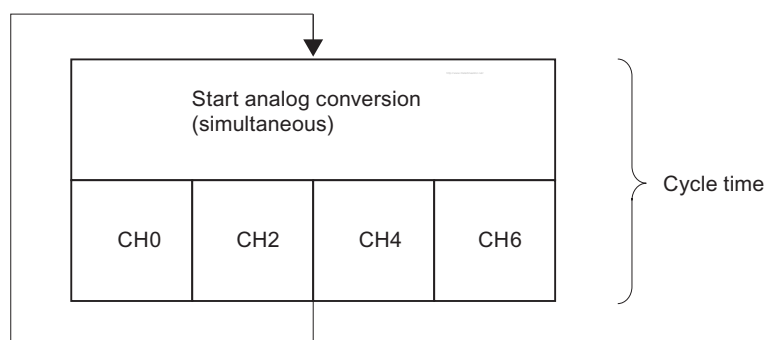 Start analog conversion
(simultaneous)
Cycle time
CH0
CH2
CH4
CH6